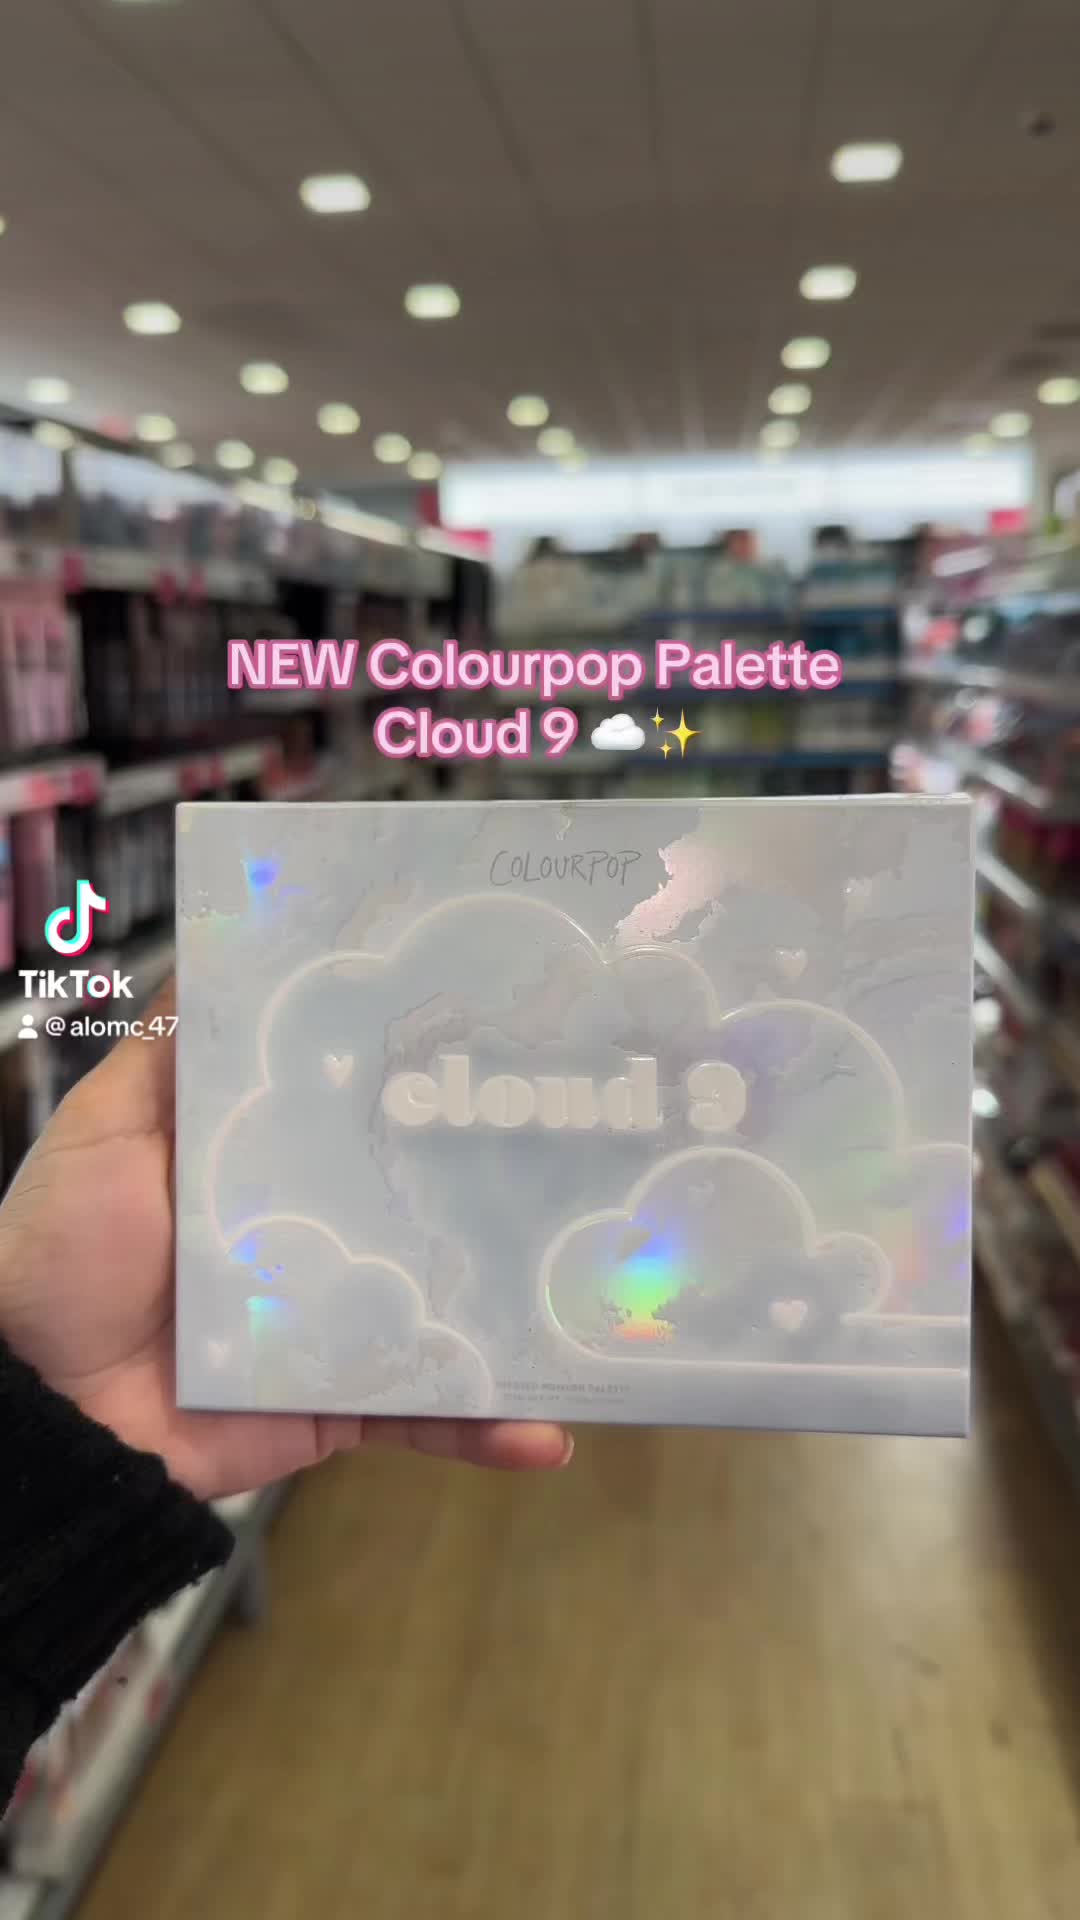 NEW Colourpop Palette
Cloud 9 ☁️✨
COLOURPOP
cloud 9
TikTok
@alomc_47